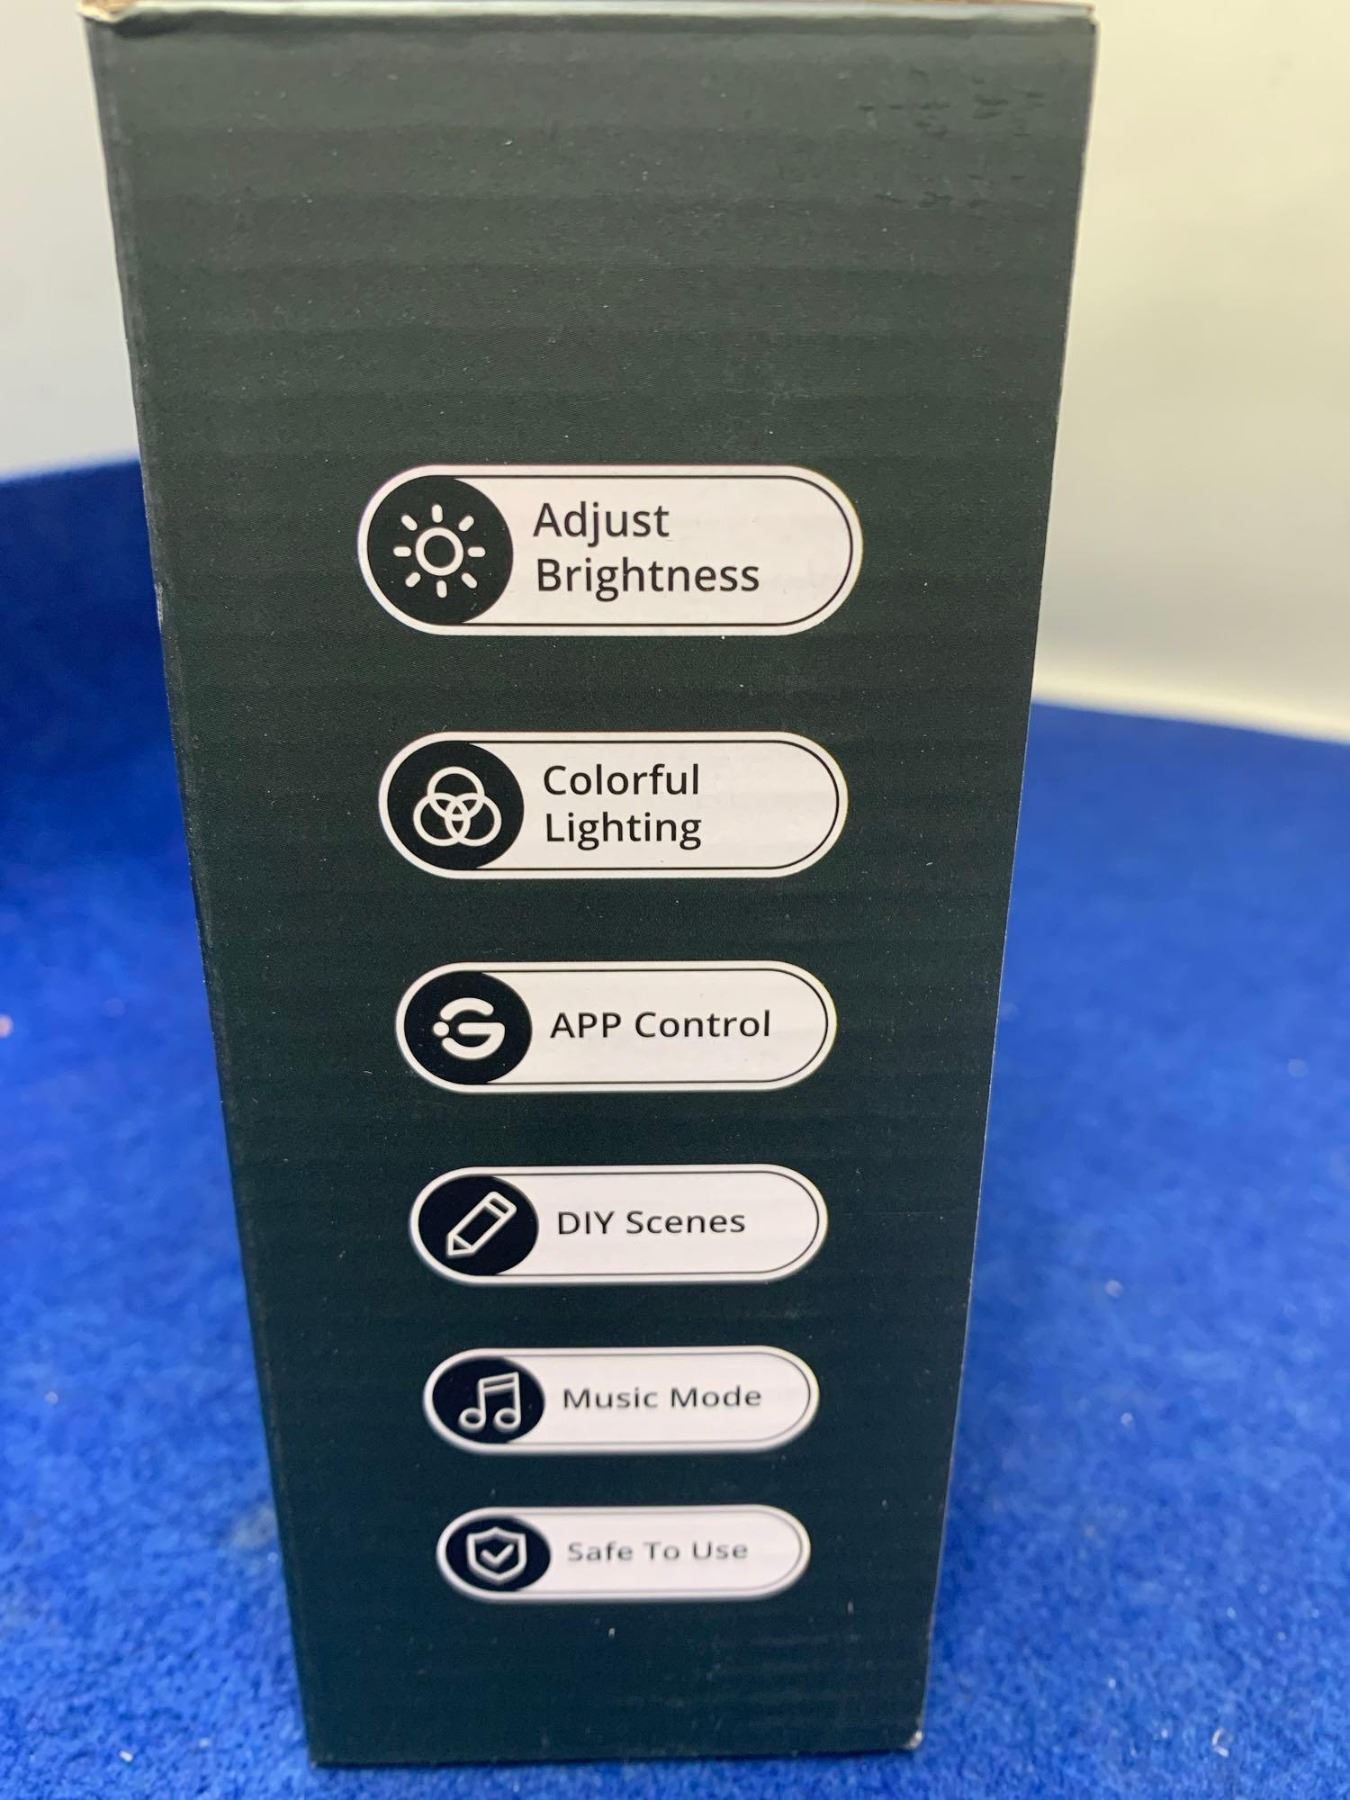 Adjust
Brightness
Colorful
Lighting
APP Control
DIY Scenes
Music Mode
Safe To Use